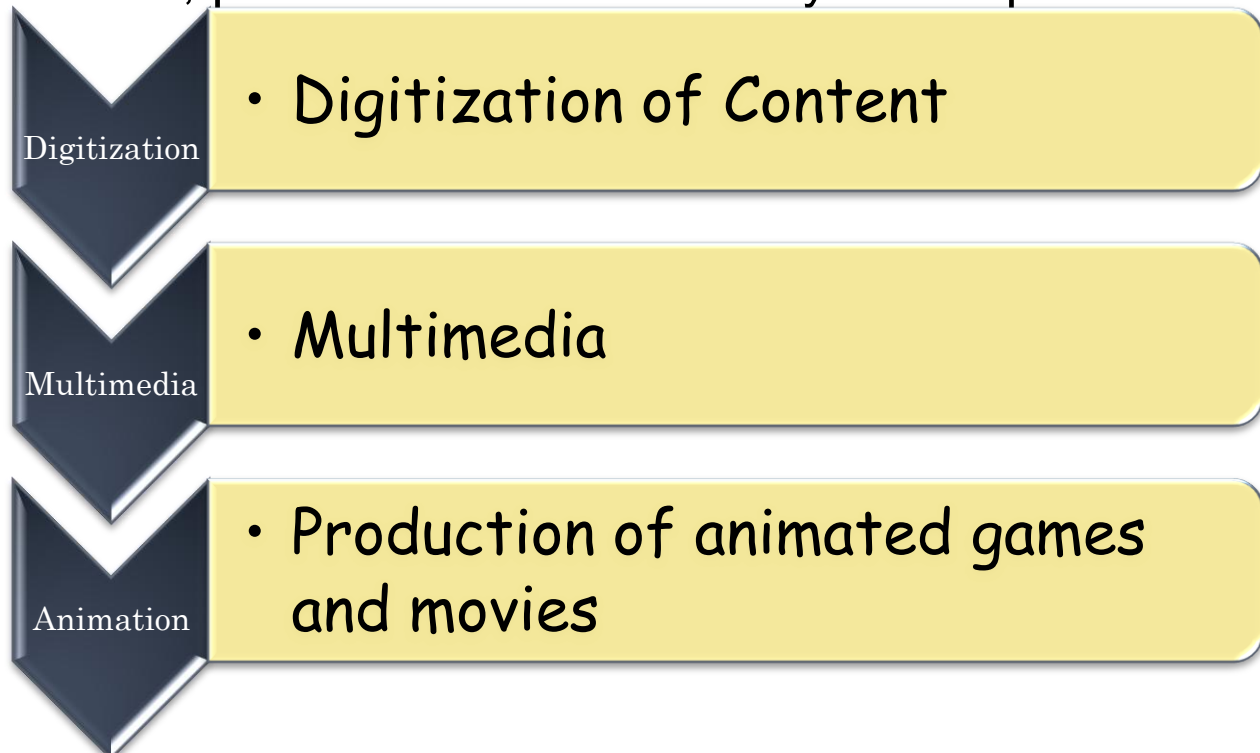 Digitization
• Digitization of Content
Multimedia
• Multimedia
Animation
• Production of animated games
and movies